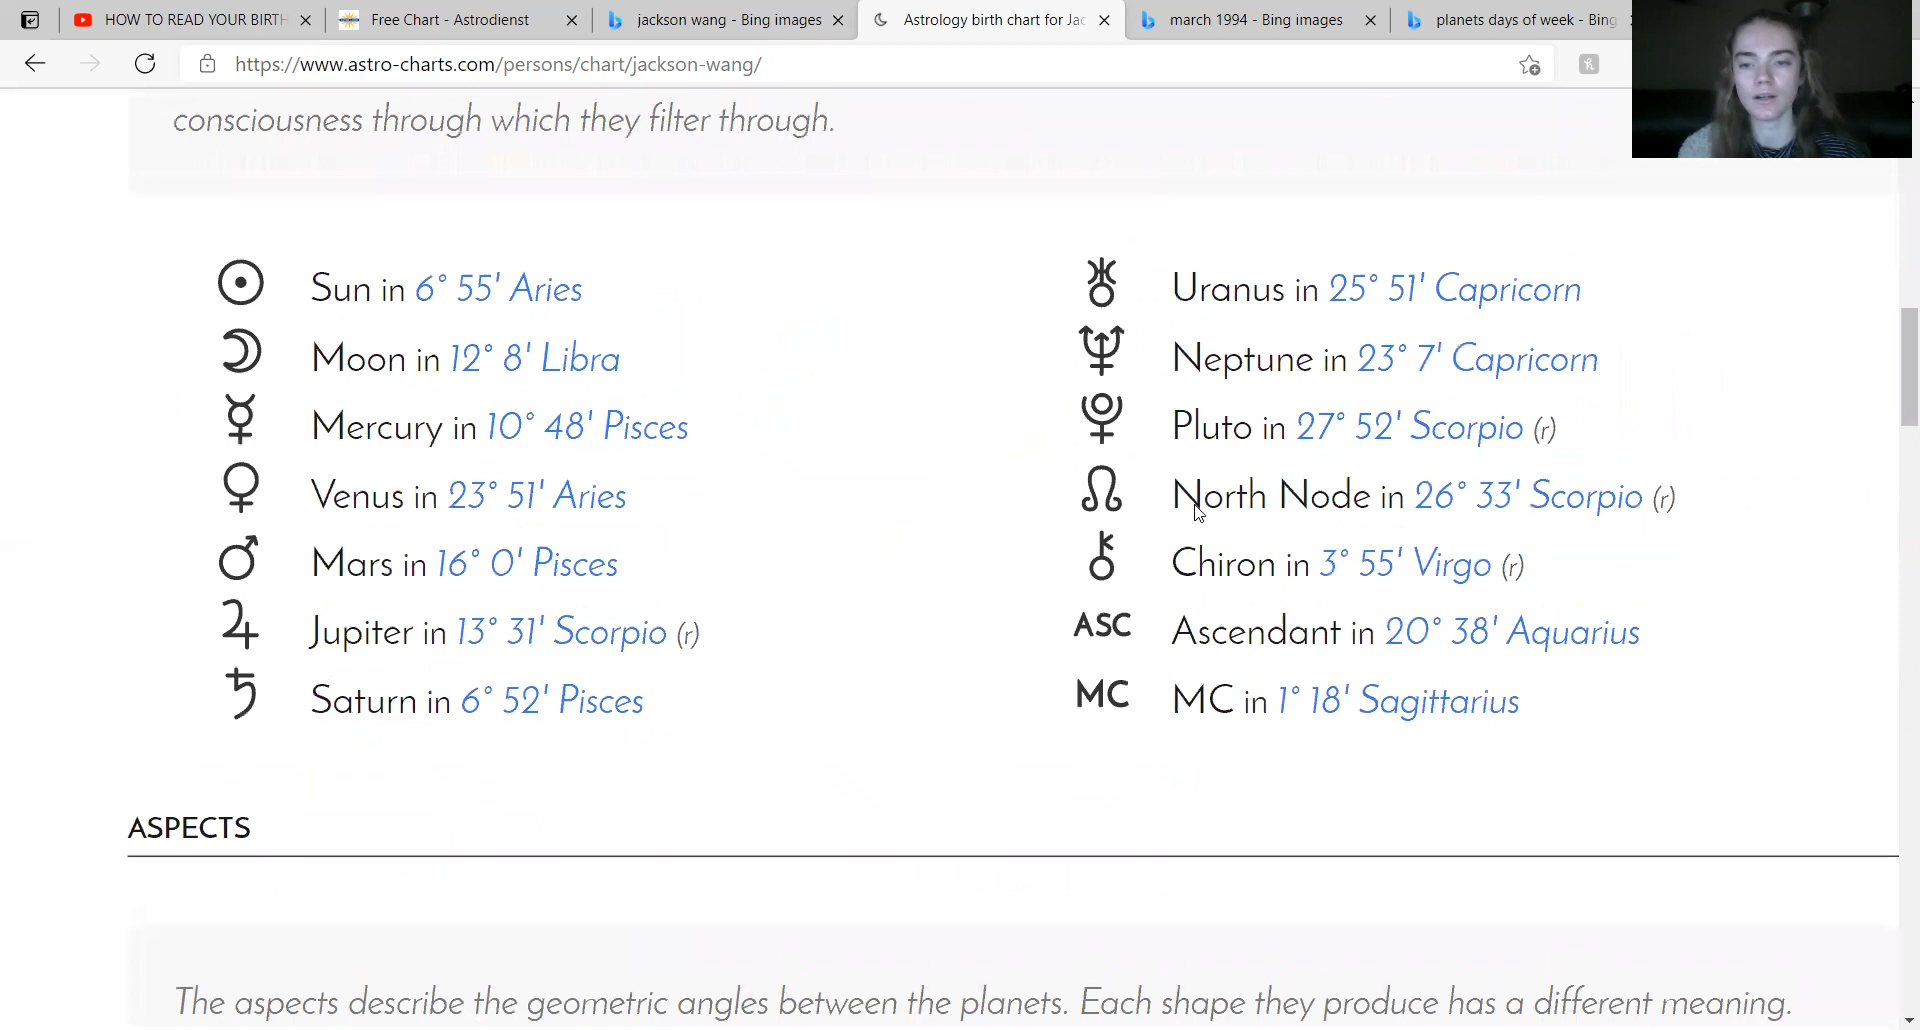 HOW TO READ YOUR BIRTH
Free Chart - Astrodienst
jackson wang - Bing images
Astrology birth chart for Jac
march 1994 - Bing images
planets days of week - Bing
https://www.astro-charts.com/persons/chart/jackson-wang/
consciousness through which they filter through.
Sun in 6° 55' Aries
Moon in 12° 8' Libra
Mercury in 10° 48' Pisces
Venus in 23° 51' Aries
Mars in 16° 0' Pisces
Jupiter in 13° 31' Scorpio (r)
Saturn in 6° 52' Pisces
Uranus in 25° 51' Capricorn
Neptune in 23° 7' Capricorn
Pluto in 27° 52' Scorpio (r)
North Node in 26° 33' Scorpio (r)
Chiron in 3° 55' Virgo (r)
ASC Ascendant in 20° 38' Aquarius
MC MC in 1° 18' Sagittarius
ASPECTS
The aspects describe the geometric angles between the planets. Each shape they produce has a different meaning.